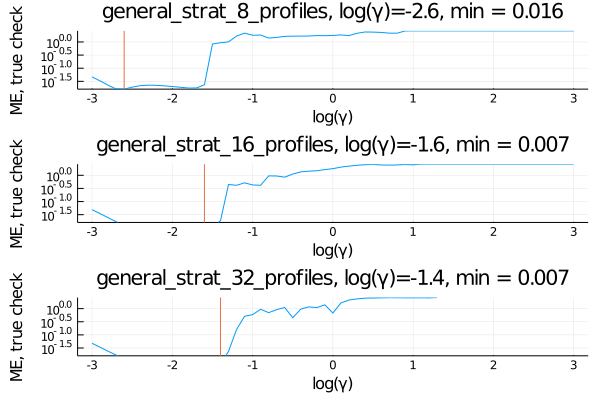 general_strat_8_profiles, log(γ)=-2.6, min = 0.016
ME, true check
10^0.0
10^-0.5
10^-1.0
10^-1.5
-3 -2 -1 0 1 2 3
log(γ)
general_strat_16_profiles, log(γ)=-1.6, min = 0.007
ME, true check
10^0.0
10^-0.5
10^-1.0
10^-1.5
-3 -2 -1 0 1 2 3
log(γ)
general_strat_32_profiles, log(γ)=-1.4, min = 0.007
ME, true check
10^0.0
10^-0.5
10^-1.0
10^-1.5
-3 -2 -1 0 1 2 3
log(γ)